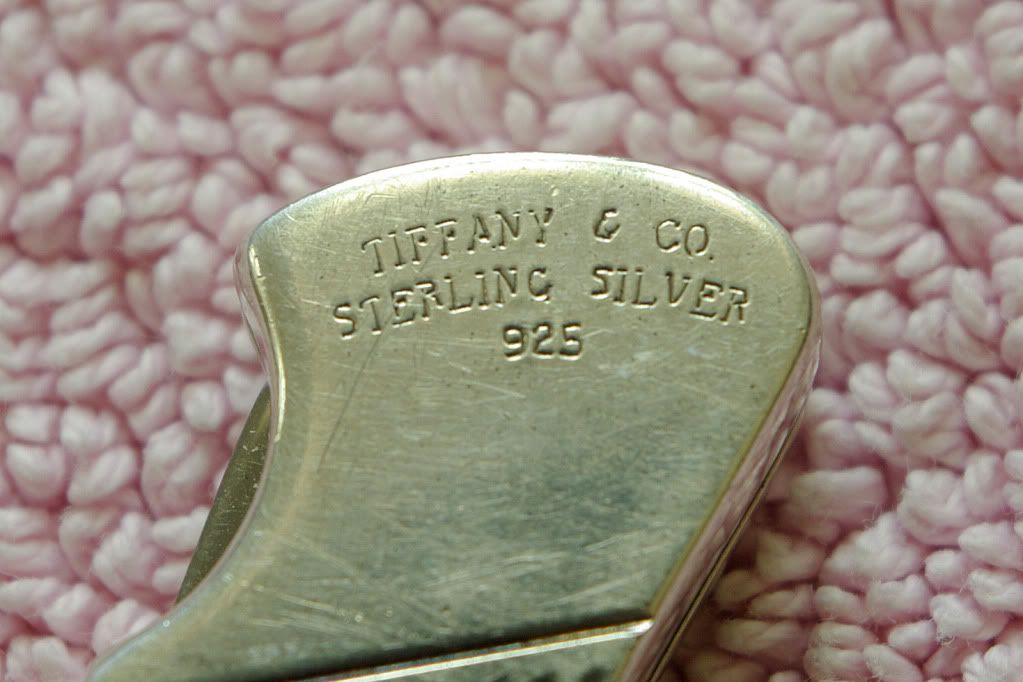 TIFFANY & CO.
STERLING SILVER
925